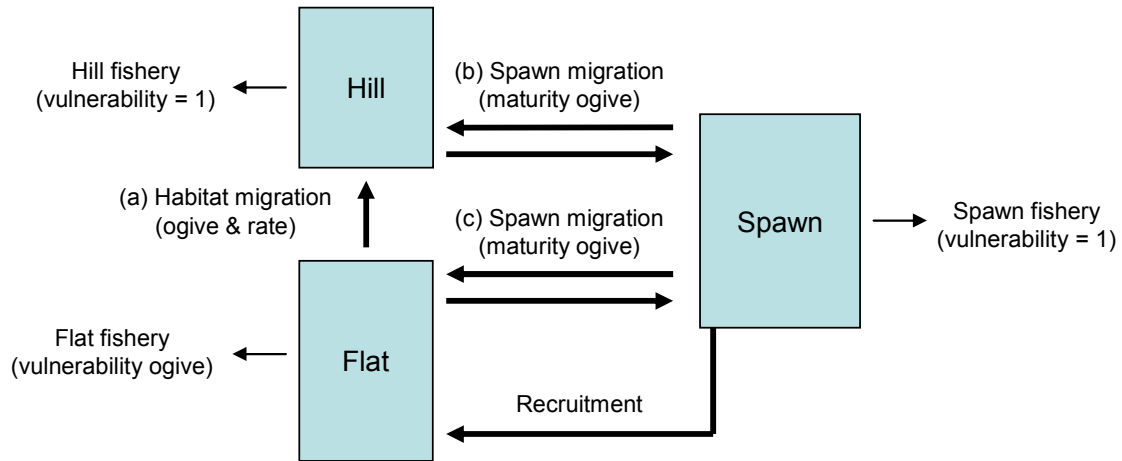 Hill fishery
(vulnerability = 1)
Hill
(b) Spawn migration
(maturity ogive)
(a) Habitat migration
(ogive & rate)
(c) Spawn migration
(maturity ogive)
Spawn
Spawn fishery
(vulnerability = 1)
Flat fishery
(vulnerability ogive)
Flat
Recruitment